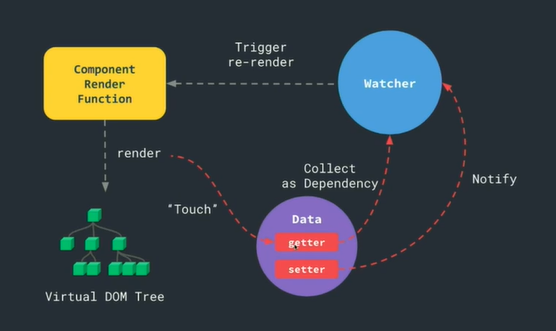 Trigger
re-render
Component
Render
Function
Watcher
render
Collect
as Dependency
"Touch"
Notify
Data
getter
setter
Virtual DOM Tree